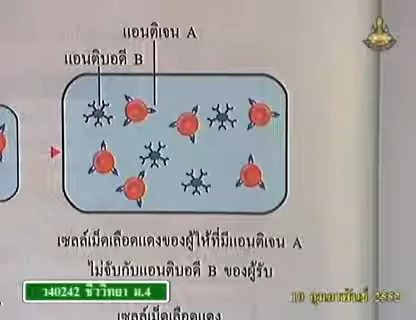 แอนติเจน A
แอนติบอดี B
เซลล์เม็ดเลือดแดงของผู้ให้ที่มีแอนติเจน A
ไม่จับกับแอนติบอดี B ของผู้รับ
ว40242 ชีววิทยา ม.4
10 กุมภาพันธ์ 2552
เซลล์เม็ดเลือดแดง